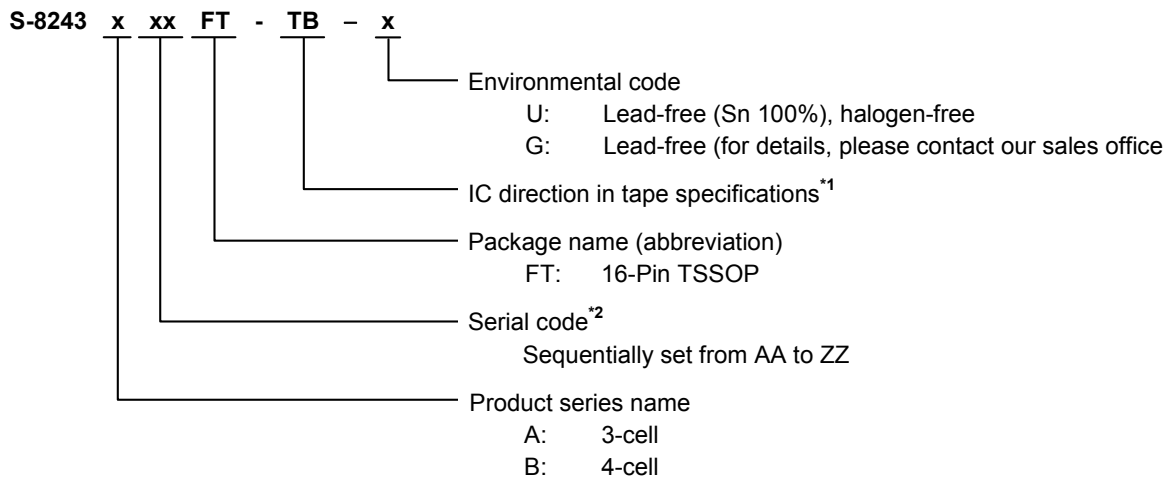 S-8243 x xx FT - TB – x
Environmental code
U: Lead-free (Sn 100%), halogen-free
G: Lead-free (for details, please contact our sales office
IC direction in tape specifications*1
Package name (abbreviation)
FT: 16-Pin TSSOP
Serial code*2
Sequentially set from AA to ZZ
Product series name
A: 3-cell
B: 4-cell